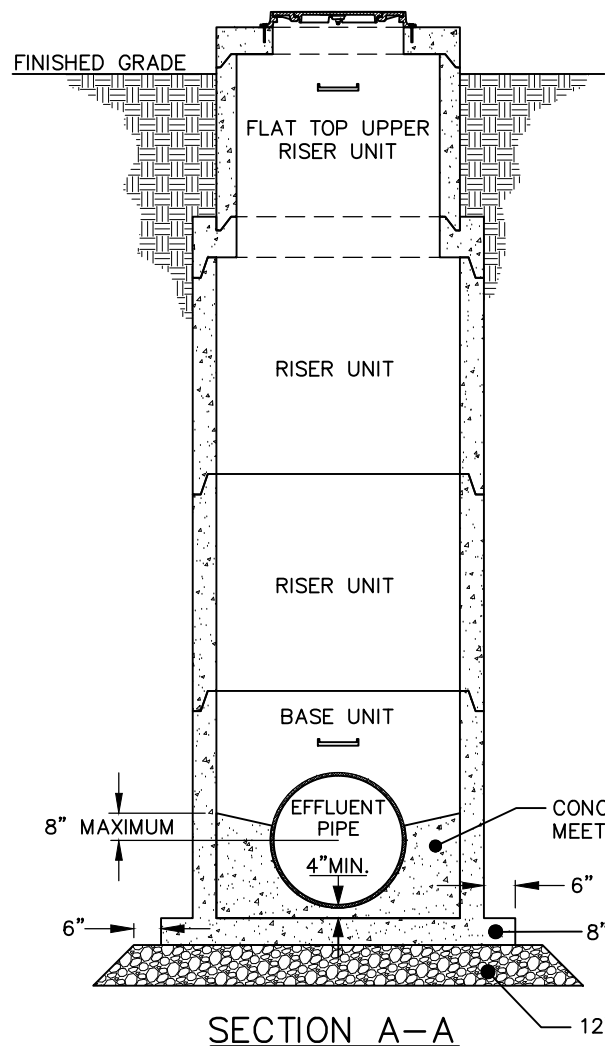 FINISHED GRADE
FLAT TOP UPPER
RISER UNIT
RISER UNIT
RISER UNIT
BASE UNIT
EFFLUENT
PIPE
8" MAXIMUM
4"MIN.
CONC
MEET
6"
6"
8"
12
SECTION A-A